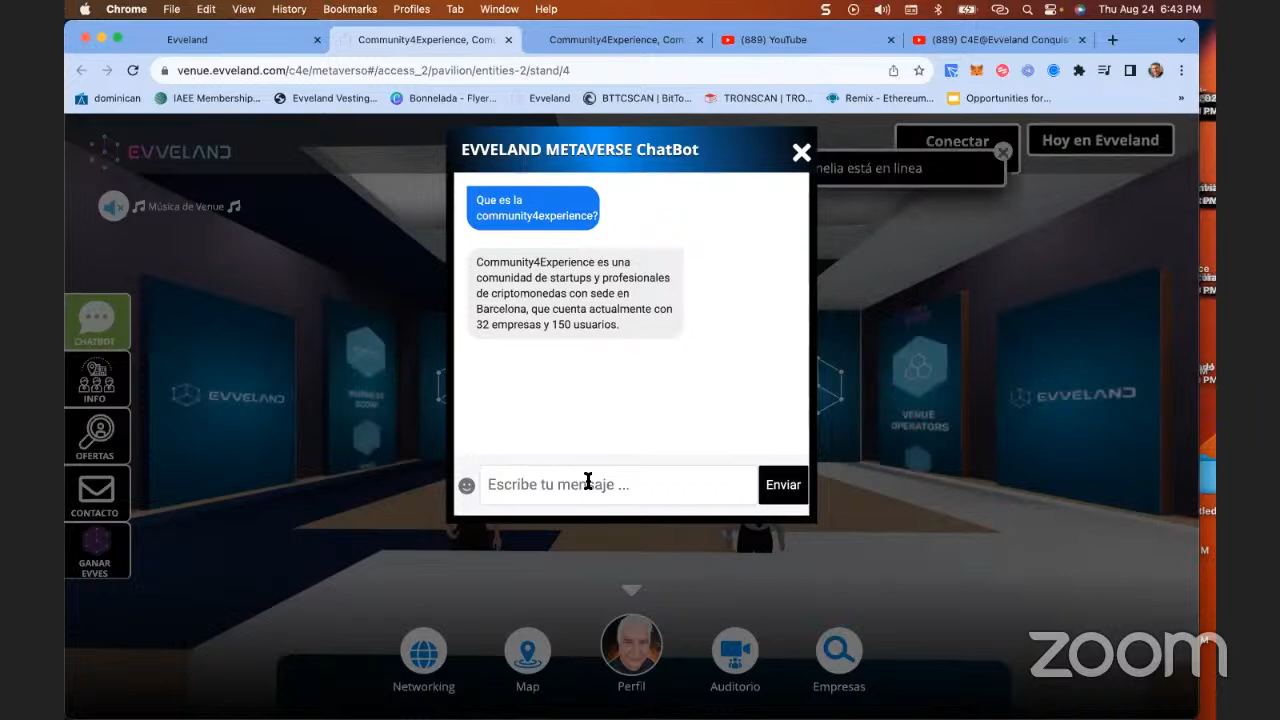 Chrome File Edit View History Bookmarks Profiles Tab Window Help Thu Aug 24 6:43 PM
Evveland
Community4Experience, Com
Community4Experience, Com
(889) YouTube
(889) C4E@Evveland Conquis
venue.evveland.com/c4e/metaverso#/access_2/pavilion/entities-2/stand/4
dominican
IAEE Membership...
Evveland Vesting...
Bonnelada - Flyer...
Evveland
BTTCSCAN | BitTo...
TRONSCAN | TRO...
Remix - Ethereum...
Opportunities for...
»
EVVELAND
EVVELAND METAVERSE ChatBot
Conectar
Hoy en Evveland
nelia está en linea
Música de Venue
Que es la
community4experience?
Community4Experience es una
comunidad de startups y profesionales
de criptomonedas con sede en
Barcelona, que cuenta actualmente con
32 empresas y 150 usuarios.
CHATBOT
INFO
OFERTAS
CONTACTO
GANAR
EVVES
EVVELAND
BUSINESS
VENUE
OPERATORS
EVVELAND
Escribe tu mensaje ...
Enviar
Networking
Map
Perfil
Auditorio
Empresas
zoom